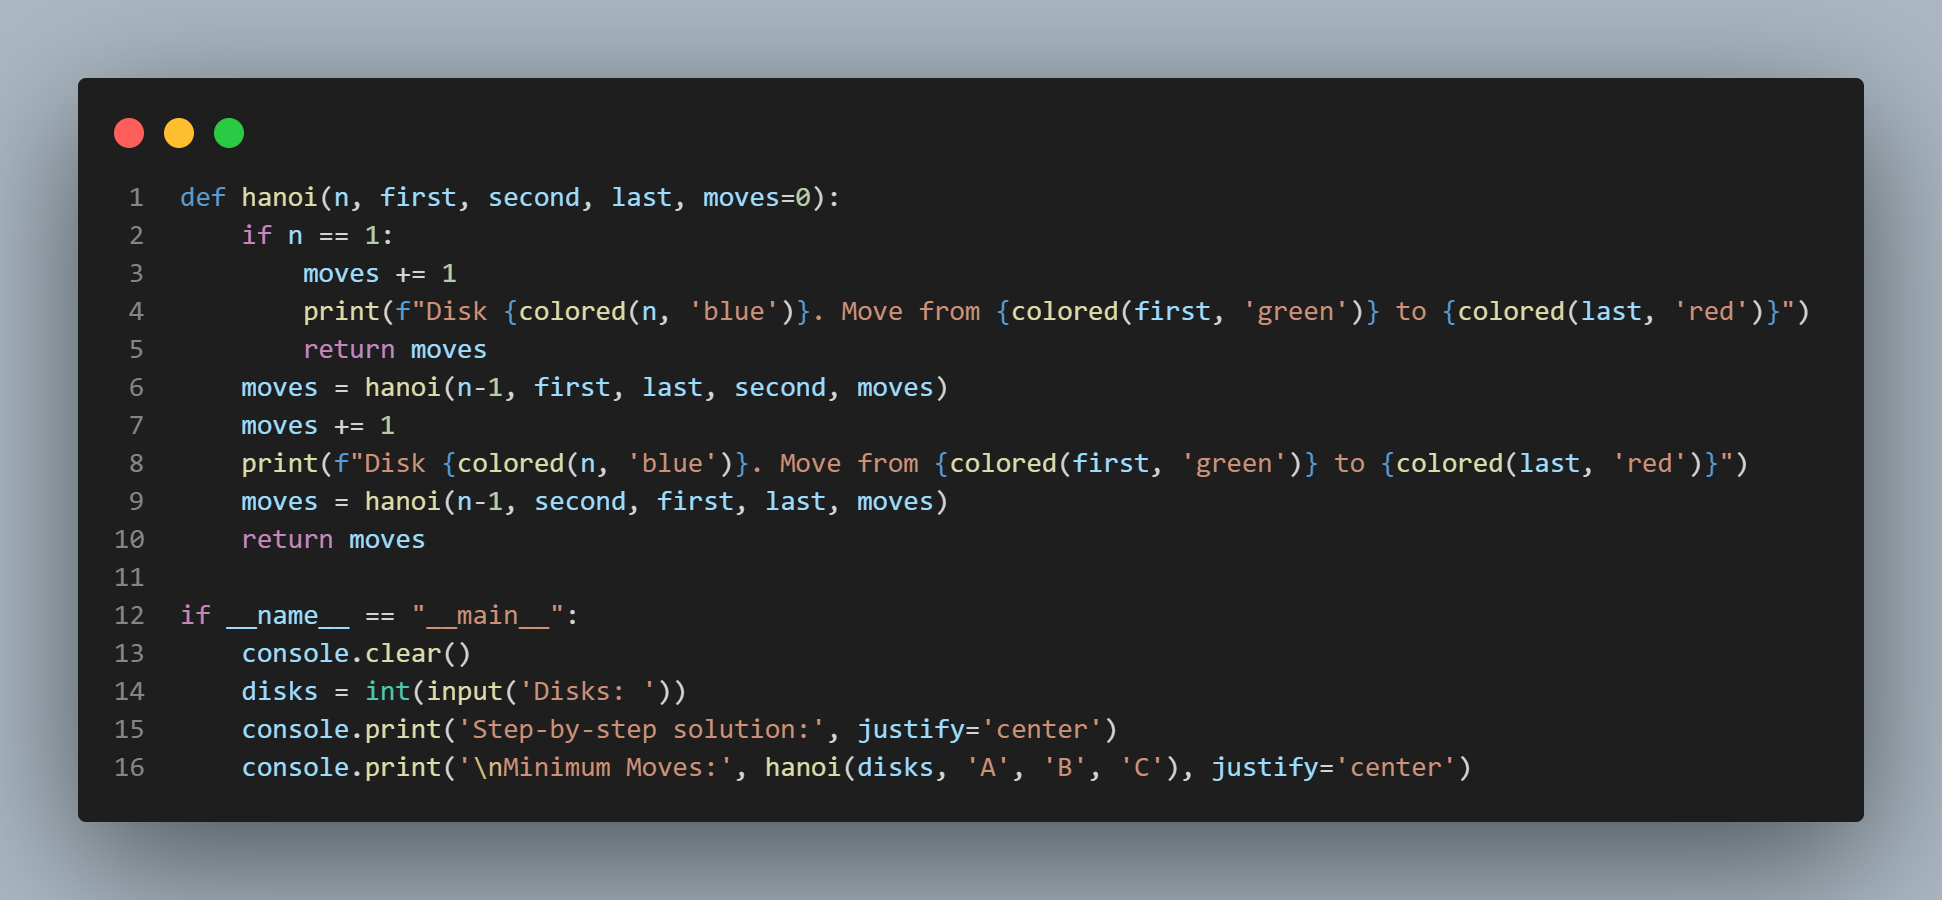 1 def hanoi(n, first, second, last, moves=0):
2     if n == 1:
3         moves += 1
4         print(f"Disk {colored(n, 'blue')}. Move from {colored(first, 'green')} to {colored(last, 'red')}")
5         return moves
6     moves = hanoi(n-1, first, last, second, moves)
7     moves += 1
8     print(f"Disk {colored(n, 'blue')}. Move from {colored(first, 'green')} to {colored(last, 'red')}")
9     moves = hanoi(n-1, second, first, last, moves)
10     return moves
11
12 if __name__ == "__main__":
13     console.clear()
14     disks = int(input('Disks: '))
15     console.print('Step-by-step solution:', justify='center')
16     console.print('\nMinimum Moves:', hanoi(disks, 'A', 'B', 'C'), justify='center')